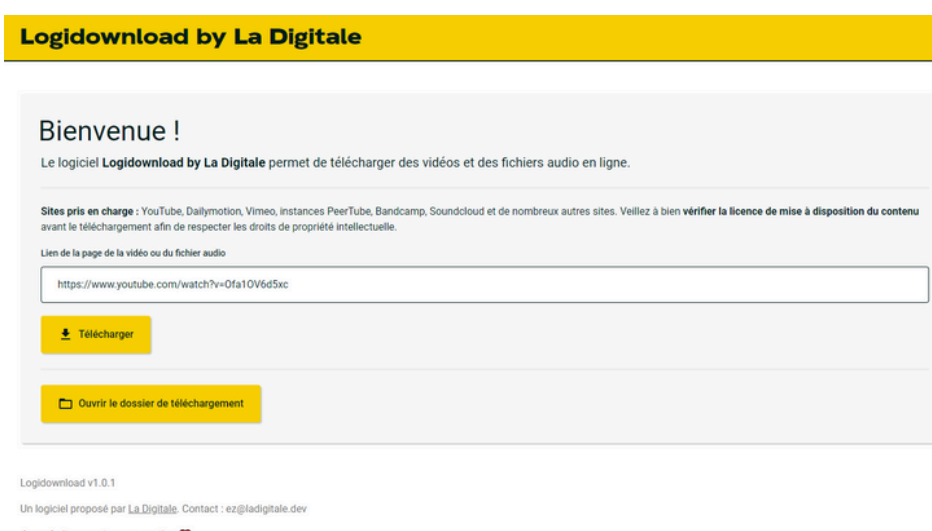 Logidownload by La Digitale
Bienvenue !
Le logiciel Logidownload by La Digitale permet de télécharger des vidéos et des fichiers audio en ligne.
Sites pris en charge : YouTube, Dailymotion, Vimeo, instances PeerTube, Bandcamp, Soundcloud et de nombreux autres sites. Veillez à bien vérifier la licence de mise à disposition du contenu
avant le téléchargement afin de respecter les droits de propriété intellectuelle.
Lien de la page de la vidéo ou du fichier audio
https://www.youtube.com/watch?v=Ofa1OV6d5xc
Télécharger
Ouvrir le dossier de téléchargement
Logidownload v1.0.1
Un logiciel proposé par La Digitale. Contact : ez@ladigitale.dev